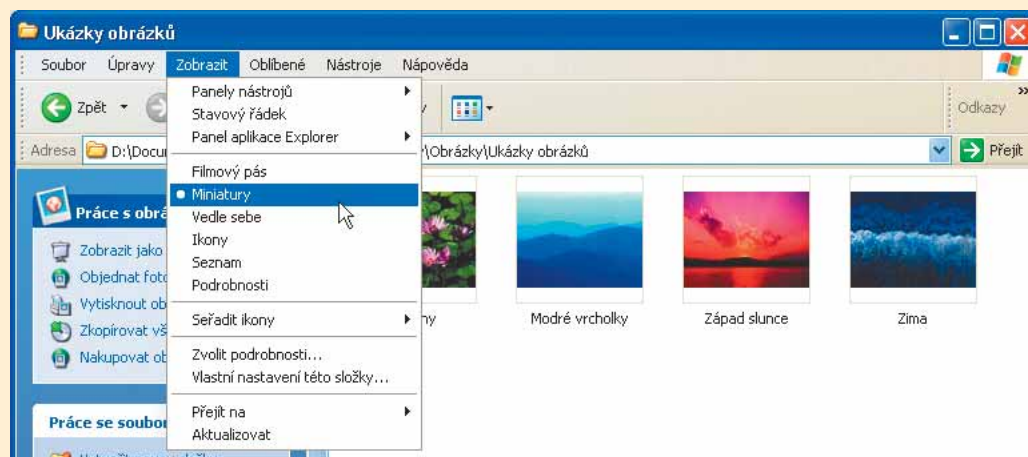 Ukázky obrázků
Soubor Úpravy Zobrazit Oblíbené Nástroje Nápověda
Zpět
Odkazy
Adresa D:\Docu \Obrázky\Ukázky obrázků Přejít
Panely nástrojů
Stavový řádek
Panel aplikace Explorer
Filmový pás
Miniatury
Vedle sebe
Ikony
Seznam
Podrobnosti
Seřadit ikony
Zvolit podrobnosti...
Vlastní nastavení této složky...
Přejít na
Aktualizovat
Práce s obrá
Zobrazit jako
Objednat foto
Vytisknout ob
Zkopírovat vš
Nakupovat ob
Práce se soubo
ny Modré vrcholky Západ slunce Zima